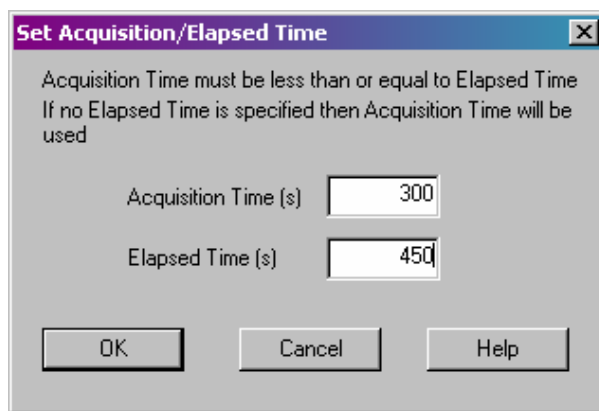 Set Acquisition/Elapsed Time
Acquisition Time must be less than or equal to Elapsed Time
If no Elapsed Time is specified then Acquisition Time will be
used
Acquisition Time (s) 300
Elapsed Time (s) 450
OK Cancel Help